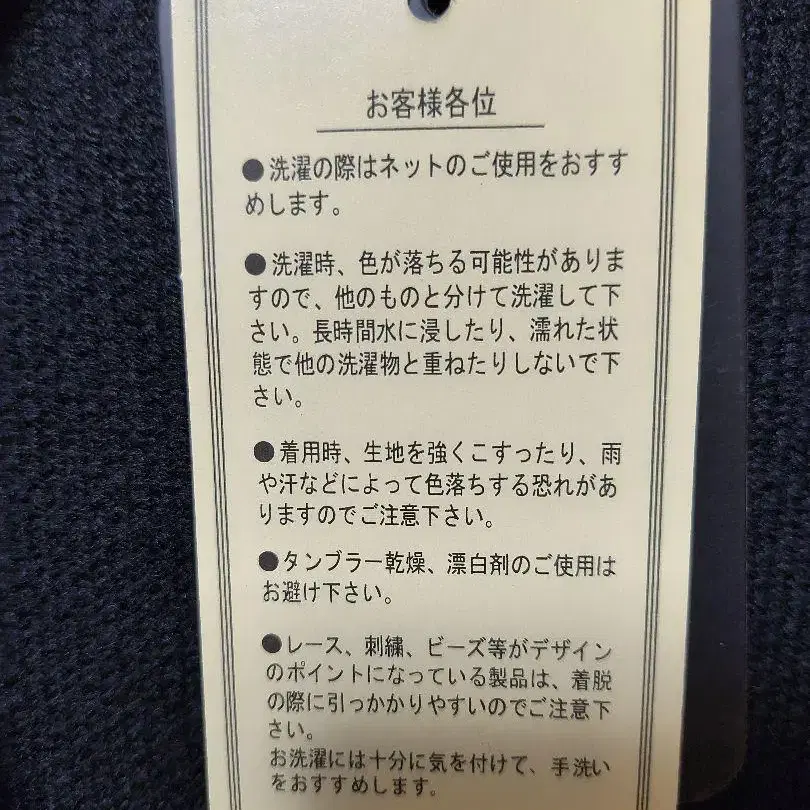 お客様各位
●洗濯の際はネットのご使用をおすす
めします。
●洗濯時、色が落ちる可能性がありま
すので、他のものと分けて洗濯して下
さい。長時間水に浸したり、濡れた状
態で他の洗濯物と重ねたりしないで下
さい。
●着用時、生地を強くこすったり、雨
や汗などによって色落ちする恐れがあ
りますのでご注意下さい。
●タンブラー乾燥、漂白剤のご使用は
お避け下さい。
●レース、刺繍、ビーズ等がデザイン
のポイントになっている製品は、着脱
の際に引っかかりやすいのでご注意下
さい。
お洗濯には十分に気を付けて、手洗い
をおすすめします。